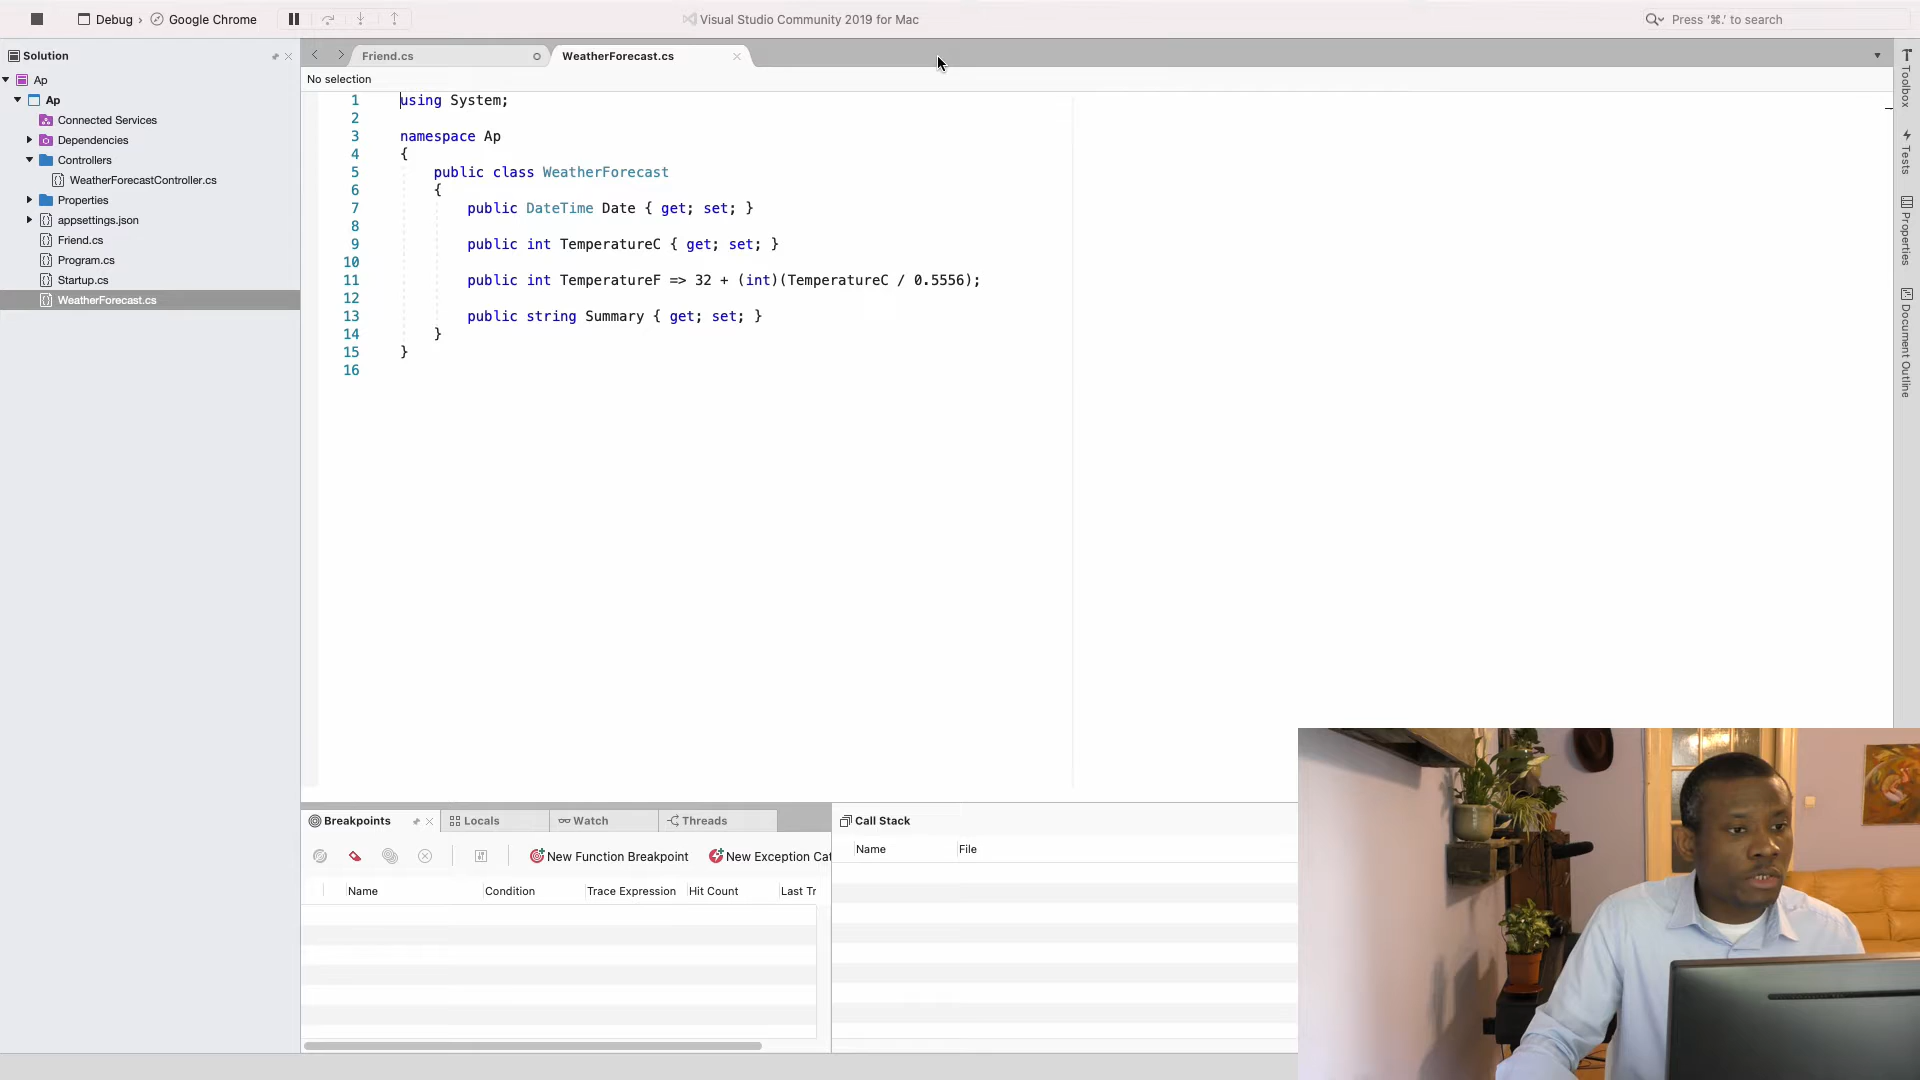 Debug › Google Chrome
Visual Studio Community 2019 for Mac
Press '⌘.' to search
Solution
Friend.cs
WeatherForecast.cs
No selection
Ap
Ap
Connected Services
Dependencies
Controllers
WeatherForecastController.cs
Properties
appsettings.json
Friend.cs
Program.cs
Startup.cs
WeatherForecast.cs
1 using System;
2
3 namespace Ap
4 {
5 public class WeatherForecast
6 {
7 public DateTime Date { get; set; }
8
9 public int TemperatureC { get; set; }
10
11 public int TemperatureF => 32 + (int)(TemperatureC / 0.5556);
12
13 public string Summary { get; set; }
14 }
15 }
16
Toolbox
Tests
Properties
Document Outline
Breakpoints
Locals
Watch
Threads
New Function Breakpoint
New Exception Cat
Name Condition Trace Expression Hit Count Last Tr
Call Stack
Name File